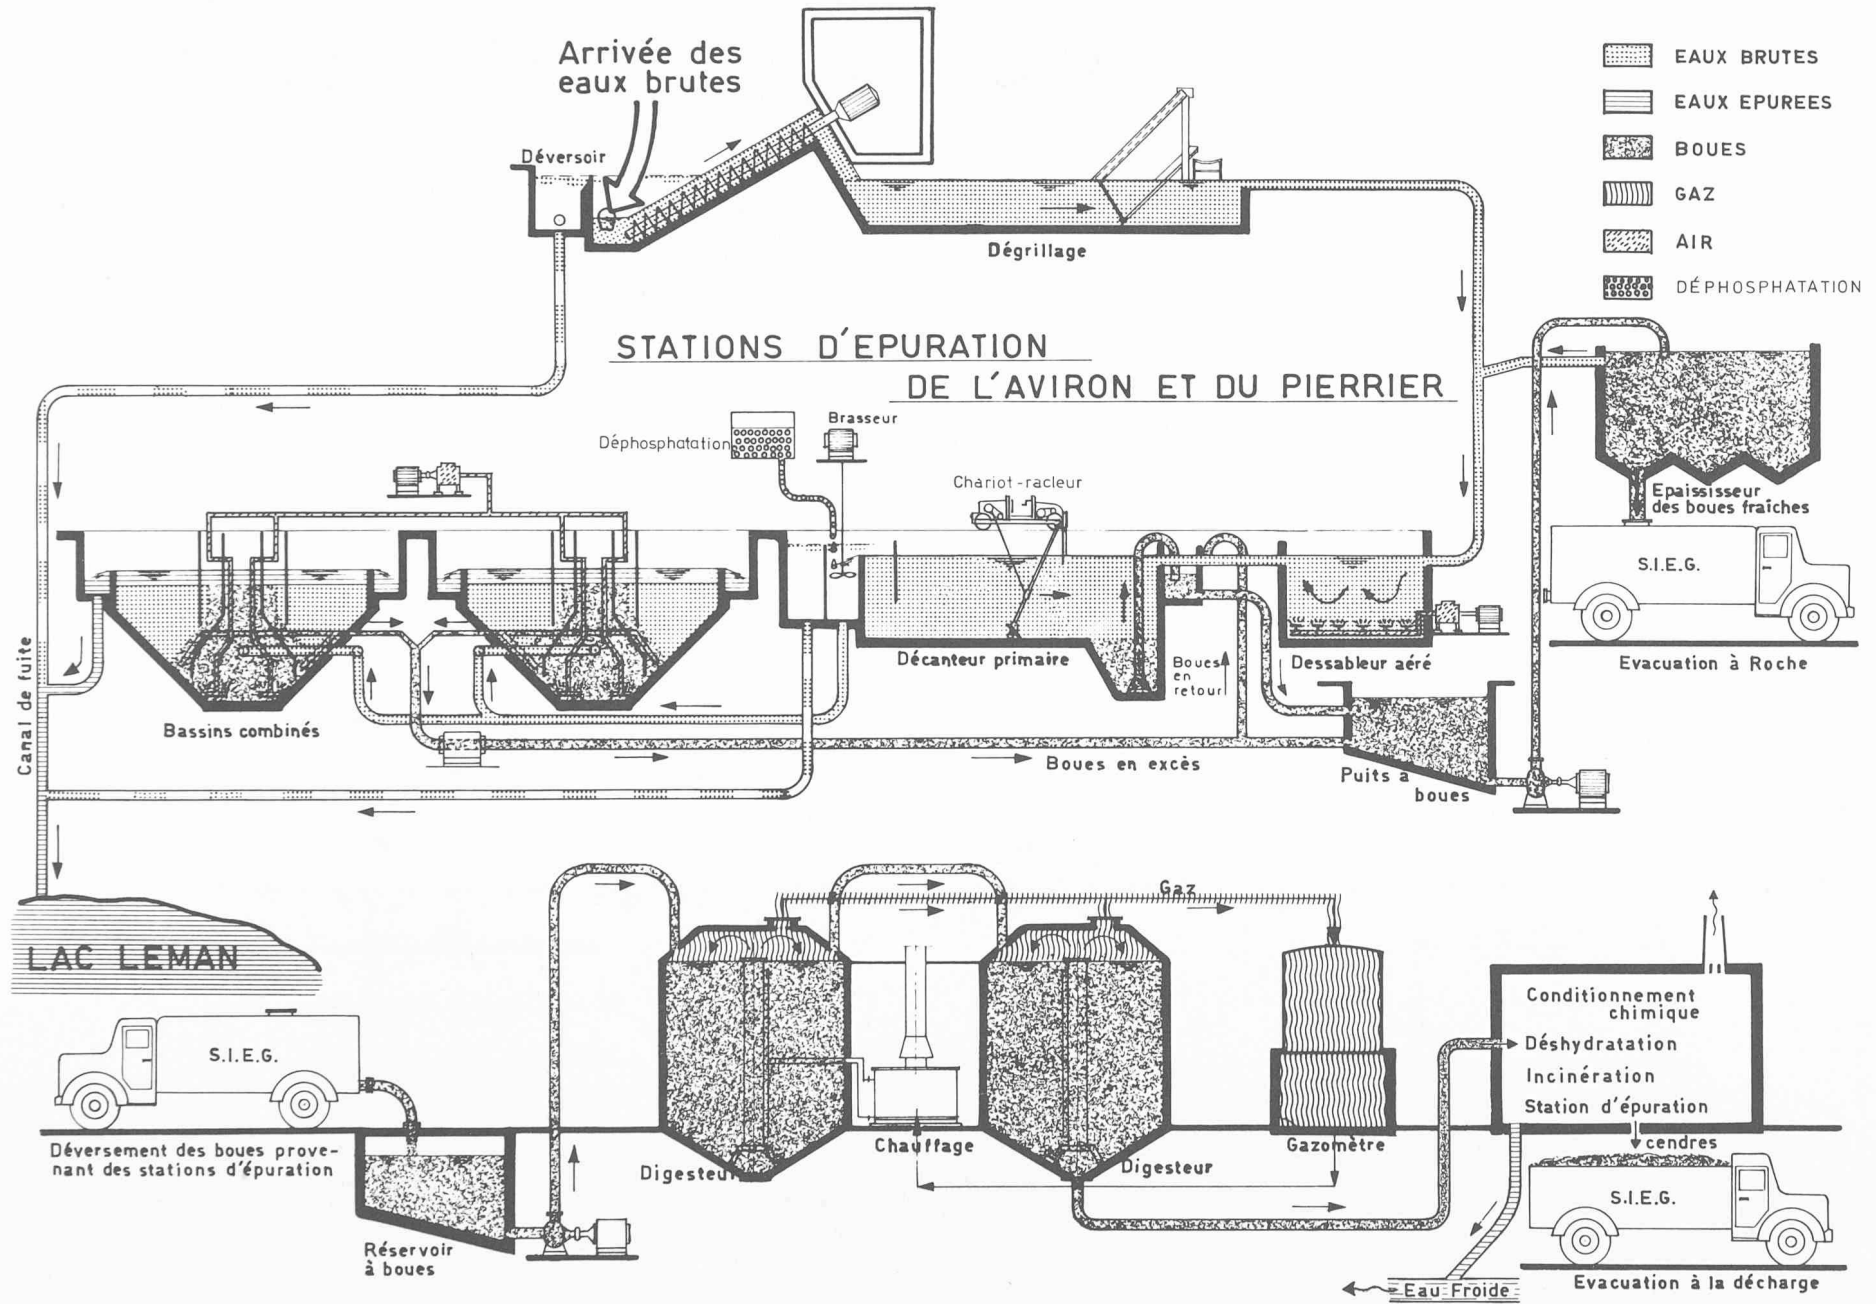 Arrivée des
eaux brutes
EAUX BRUTES
EAUX EPUREES
BOUES
GAZ
AIR
DÉPHOSPHATATION
Déversoir
Dégrillage
STATIONS D'EPURATION
DE L'AVIRON ET DU PIERRIER
Déphosphatation
Brasseur
Chariot-racleur
Epaississeur
des boues fraîches
S.I.E.G.
Evacuation à Roche
Canal de fuite
Bassins combinés
Décanteur primaire
Boues
en
retour
Dessableur aéré
Boues en excès
Puits a
boues
LAC LEMAN
Gaz
S.I.E.G.
Déversement des boues prove-
nant des stations d'épuration
Réservoir
à boues
Digesteur
Chauffage
Digesteur
Gazomètre
Conditionnement
chimique
Déshydratation
Incinération
Station d'épuration
cendres
S.I.E.G.
Eau Froide
Evacuation à la décharge